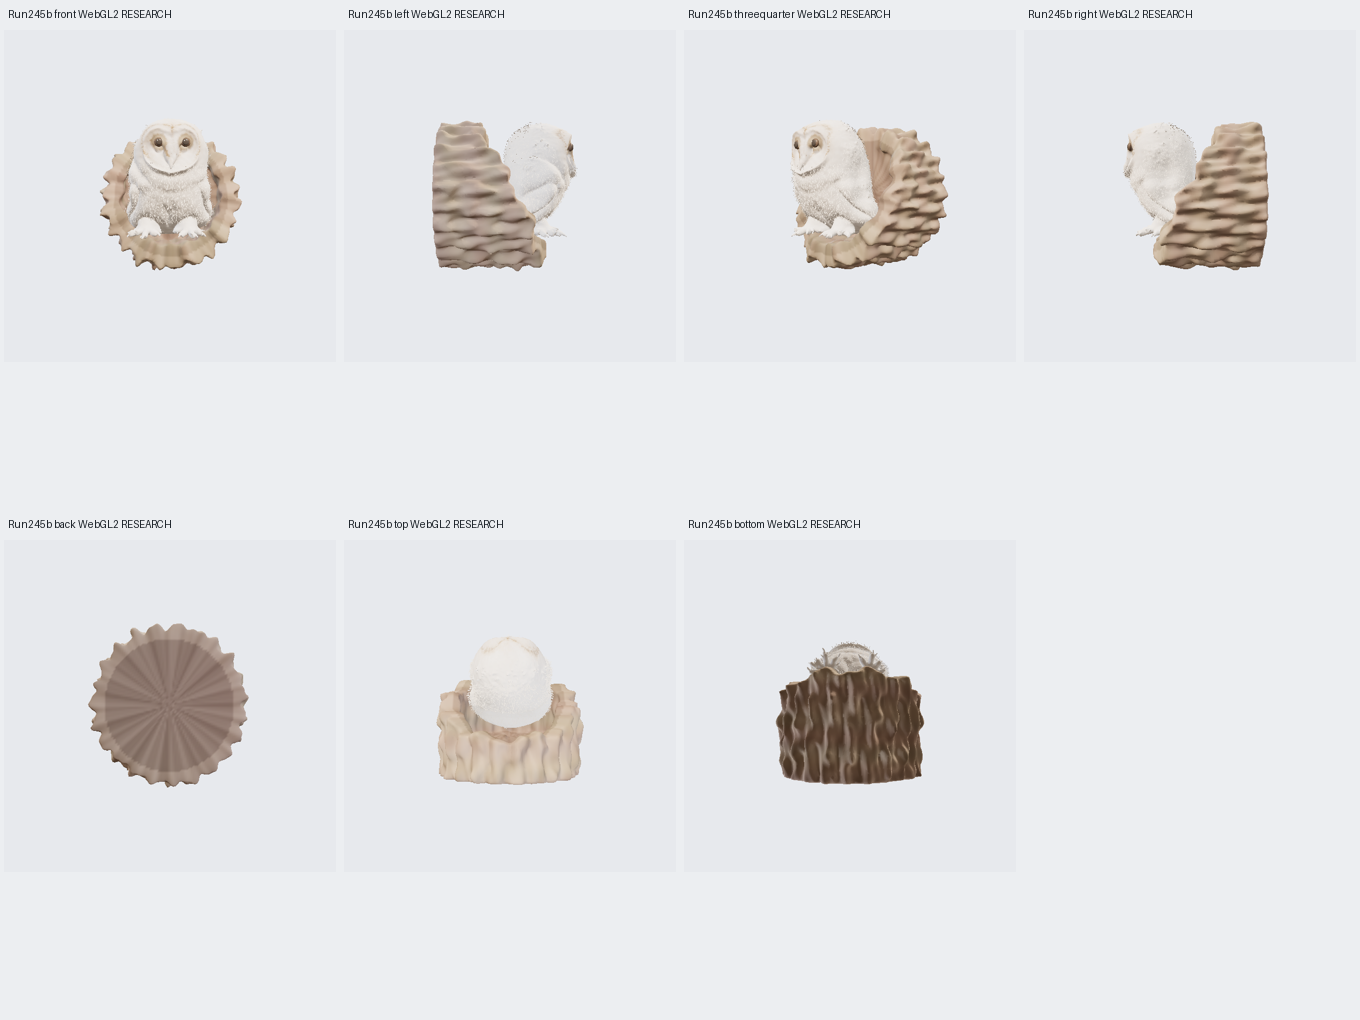 Run245b front WebGL2 RESEARCH
Run245b left WebGL2 RESEARCH
Run245b threequarter WebGL2 RESEARCH
Run245b right WebGL2 RESEARCH
Run245b back WebGL2 RESEARCH
Run245b top WebGL2 RESEARCH
Run245b bottom WebGL2 RESEARCH